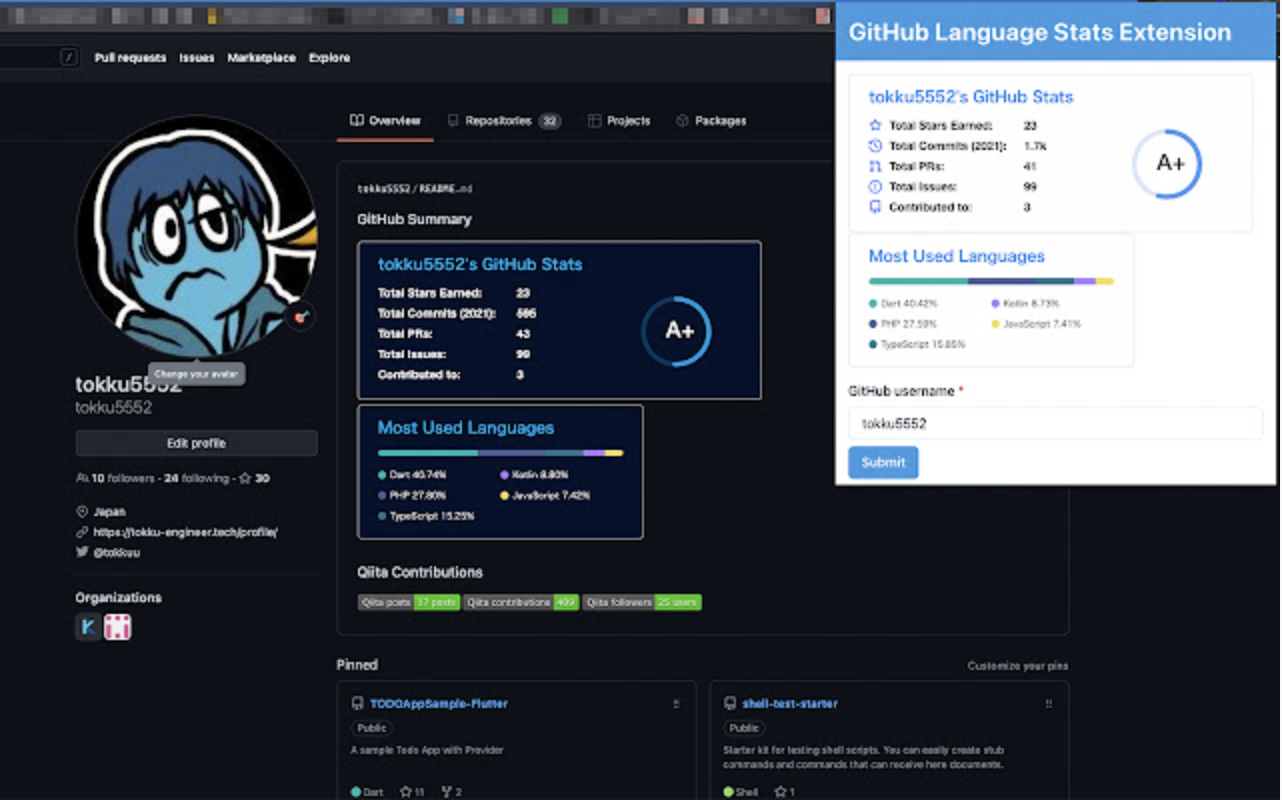 / Pull requests Issues Marketplace Explore
Overview Repositories 32 Projects Packages
tokku5552 / README.md
GitHub Summary
tokku5552's GitHub Stats
Total Stars Earned: 23
Total Commits (2021):
Total PRs: 43
Total Issues: 99
Contributed to: 3
A+
Most Used Languages
Dart 40.74%
Kotlin 8.80%
PHP 27.80%
JavaScript 7.42%
TypeScript 15.25%
Qiita Contributions
Qiita posts 37 posts Qiita contributions 409 Qiita followers 25 users
Change your avatar
tokku5552
tokku5552
Edit profile
10 followers · 24 following · 30
Japan
https://tokku-engineer.tech/profile/
@tokkuu
Organizations
Pinned
Customize your pins
TODOAppSample-Flutter
Public
A sample Todo App with Provider
Dart 11 2
shell-test-starter
Public
Starter kit for testing shell scripts. You can easily create stub
commands and commands that can receive here documents.
Shell 1
GitHub Language Stats Extension
tokku5552's GitHub Stats
Total Stars Earned: 23
Total Commits (2021): 1.7k
Total PRs: 41
Total Issues: 99
Contributed to: 3
A+
Most Used Languages
Dart 40.42%
Kotlin 8.73%
PHP 27.59%
JavaScript 7.41%
TypeScript 15.85%
GitHub username *
tokku5552
Submit